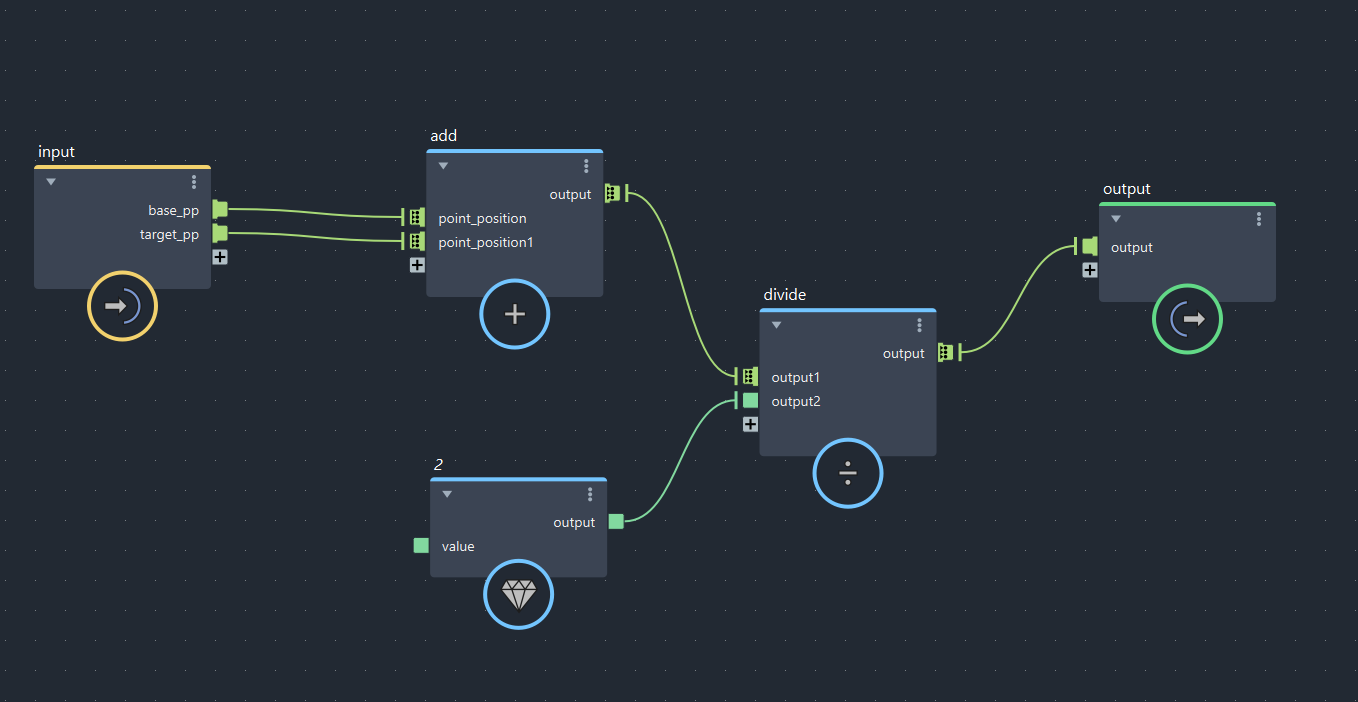 input
base_pp
target_pp
add
output
point_position
point_position1
2
output
value
divide
output
output1
output2
output
output